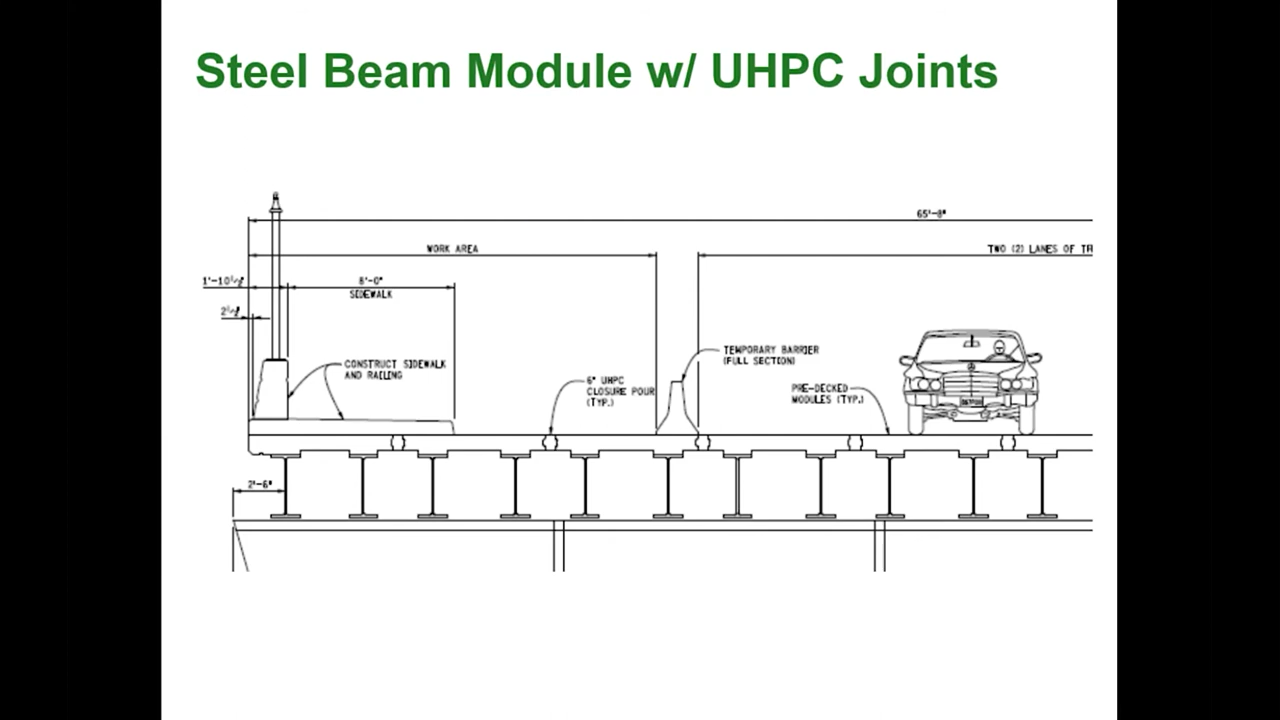 Steel Beam Module w/ UHPC Joints
65'-8"
WORK AREA
TWO (2) LANES OF TR
1'-10½"
8'-0"
SIDEWALK
2½"
CONSTRUCT SIDEWALK
AND RAILING
TEMPORARY BARRIER
(FULL SECTION)
6" UHPC
CLOSURE POUR
(TYP.)
PRE-DECKED
MODULES (TYP.)
2'-6"